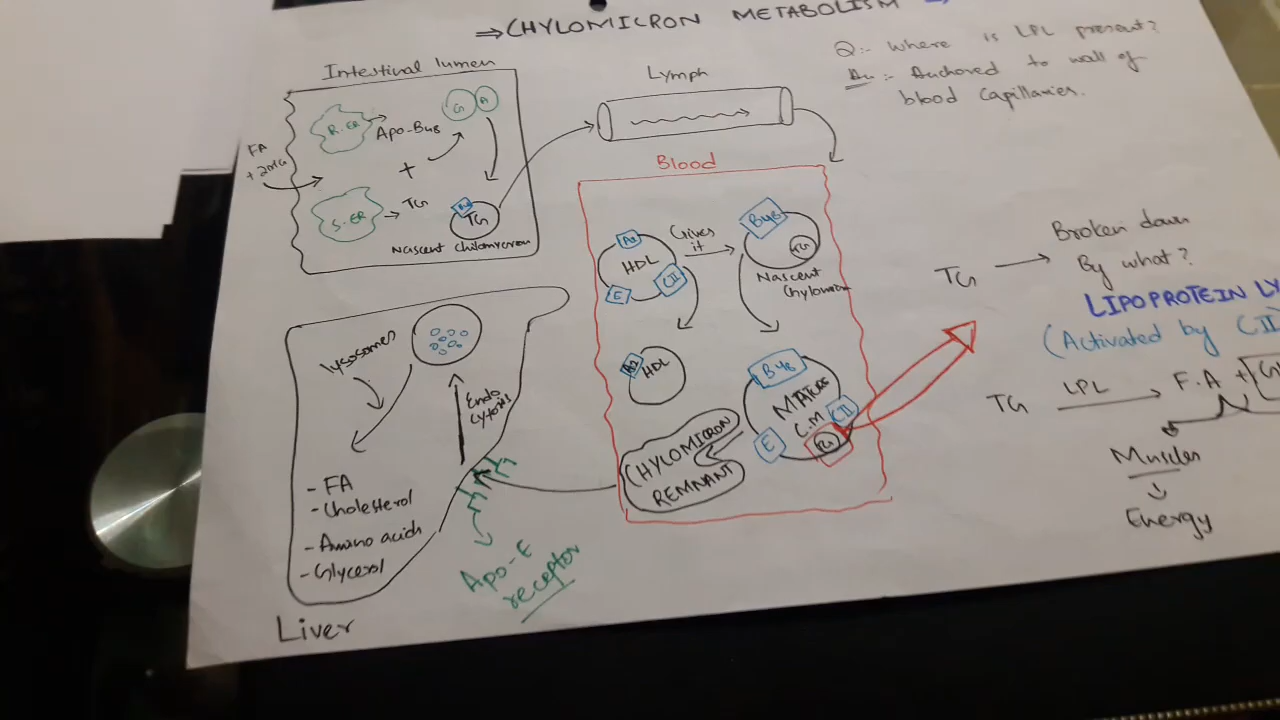 ⇒ CHYLOMICRON METABOLISM
Q:- Where is LPL present?
An:- Anchored to wall of
blood capillaries.
Intestinal lumen
FA
R.ER
Apo-B48
+
S.ER
TG
TG
Nascent Chilomycron
Lymph
Blood
A1
HDL
E
CII
Gives
it
B48
TG
Nascent
Chylomicron
HDL
B48
MATURE
C.M
CII
E
TG
CHYLOMICRON
REMNANT
TG
Broken down
By what?
LIPOPROTEIN LY
(Activated by CII
TG
LPL
F.A +
Muscles
Energy
lysosomes
Endo
cytosis
- FA
- Cholesterol
- Amino acids
- Glycerol
Apo-E
receptor
Liver